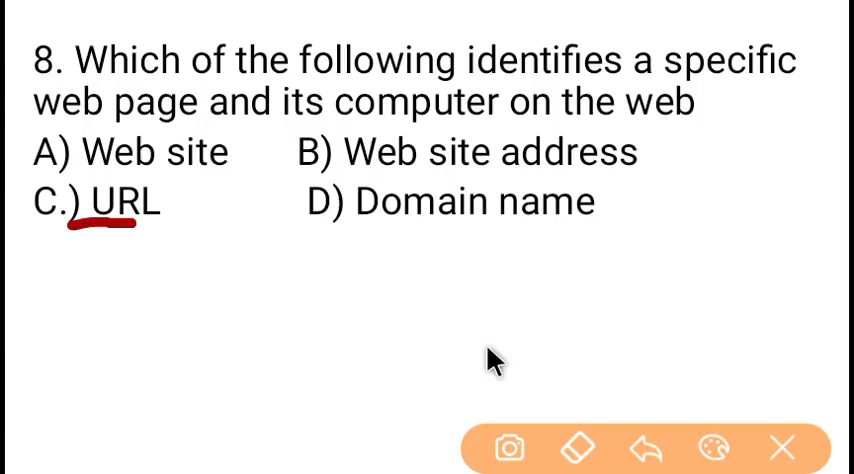 8. Which of the following identifies a specific
web page and its computer on the web
A) Web site B) Web site address
C.) URL D) Domain name